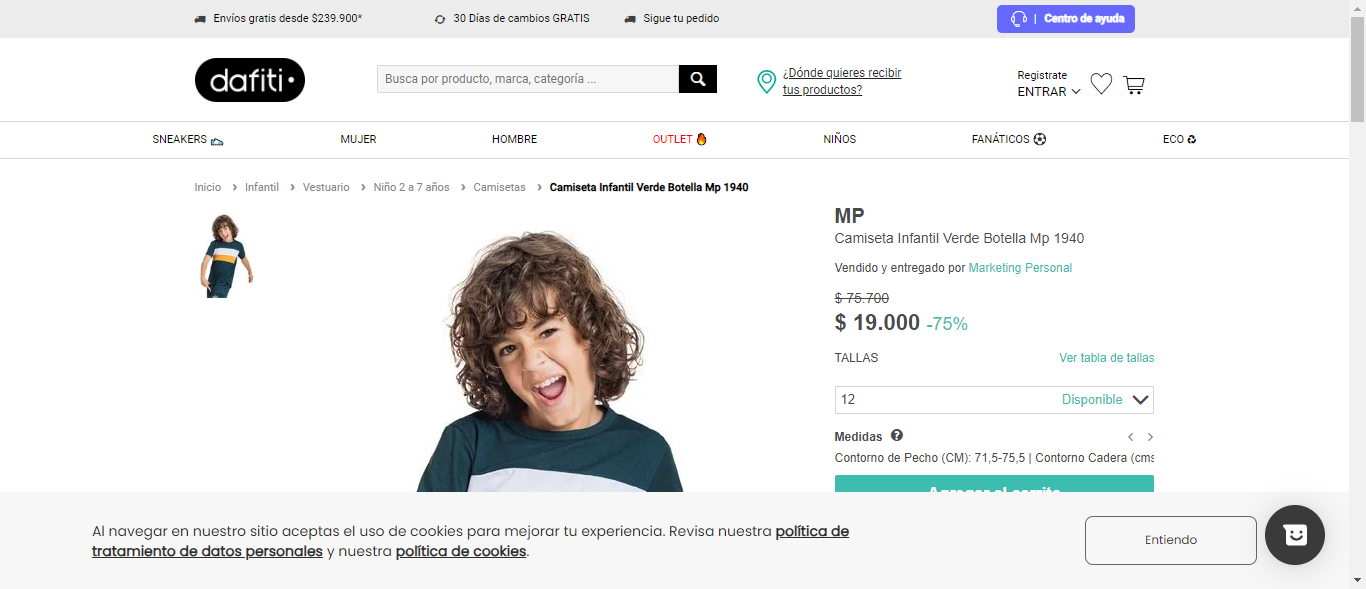 Envíos gratis desde $239.900*
30 Días de cambios GRATIS
Sigue tu pedido
| Centro de ayuda
dafiti
Busca por producto, marca, categoría ...
¿Dónde quieres recibir
tus productos?
Registrate
ENTRAR
SNEAKERS
MUJER
HOMBRE
OUTLET
NIÑOS
FANÁTICOS
ECO
Inicio › Infantil › Vestuario › Niño 2 a 7 años › Camisetas › Camiseta Infantil Verde Botella Mp 1940
MP
Camiseta Infantil Verde Botella Mp 1940
Vendido y entregado por Marketing Personal
$ 75.700
$ 19.000 -75%
TALLAS
Ver tabla de tallas
12
Disponible
Medidas
Contorno de Pecho (CM): 71,5-75,5 | Contorno Cadera (cms
Agregar al carrito
Al navegar en nuestro sitio aceptas el uso de cookies para mejorar tu experiencia. Revisa nuestra política de
tratamiento de datos personales y nuestra política de cookies.
Entiendo